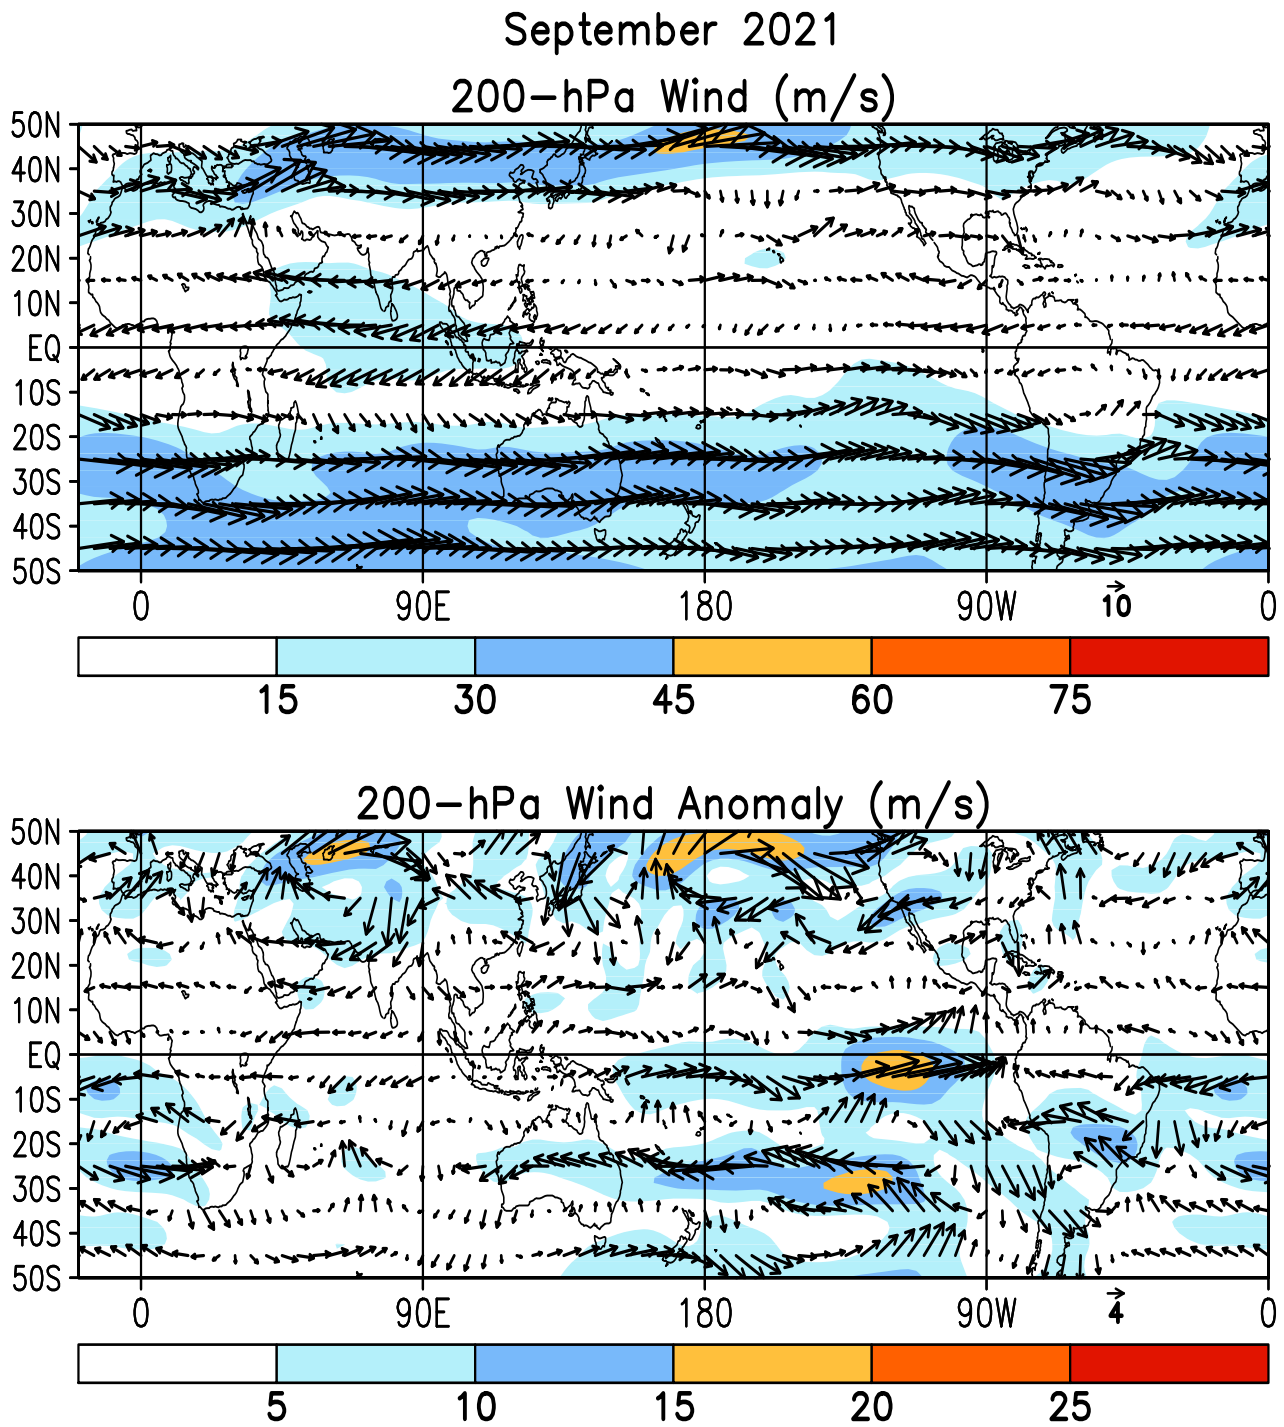 September 2021
200-hPa Wind (m/s)
50N
40N
30N
20N
10N
EQ
10S
20S
30S
40S
50S
0 90E 180 90W 10 0
15 30 45 60 75
200-hPa Wind Anomaly (m/s)
50N
40N
30N
20N
10N
EQ
10S
20S
30S
40S
50S
0 90E 180 90W 4 0
5 10 15 20 25